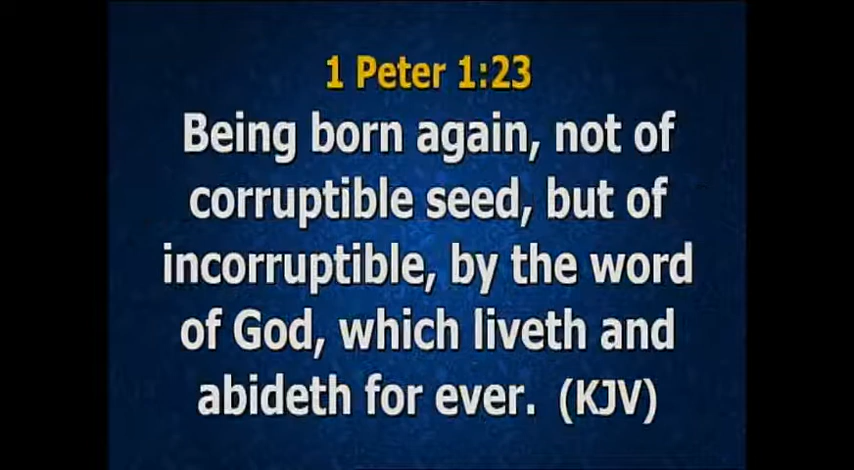 1 Peter 1:23
Being born again, not of
corruptible seed, but of
incorruptible, by the word
of God, which liveth and
abideth for ever. (KJV)